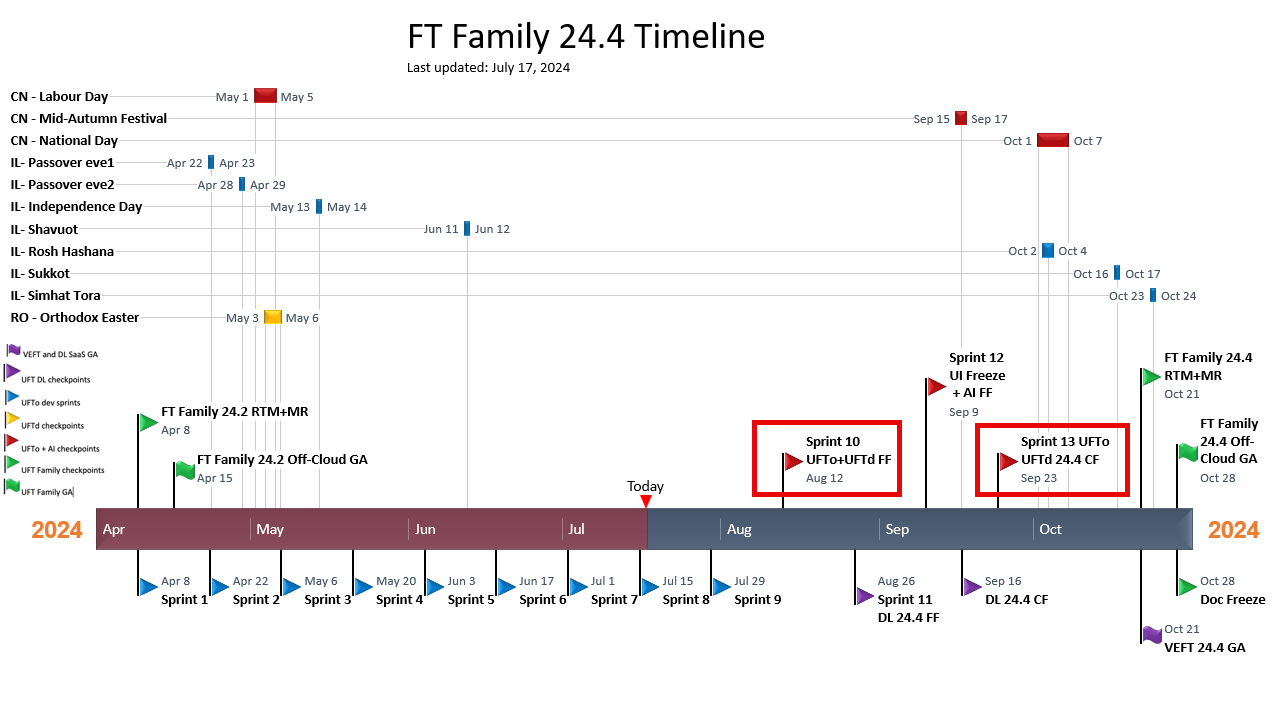 FT Family 24.4 Timeline
Last updated: July 17, 2024
CN - Labour Day May 1 May 5
CN - Mid-Autumn Festival Sep 15 Sep 17
CN - National Day Oct 1 Oct 7
IL- Passover eve1 Apr 22 Apr 23
IL- Passover eve2 Apr 28 Apr 29
IL- Independence Day May 13 May 14
IL- Shavuot Jun 11 Jun 12
IL- Rosh Hashana Oct 2 Oct 4
IL- Sukkot Oct 16 Oct 17
IL- Simhat Tora Oct 23 Oct 24
RO - Orthodox Easter May 3 May 6
VEFT and DL SaaS GA
UFT DL checkpoints
UFTo dev sprints
UFTd checkpoints
UFTo + AI checkpoints
UFT Family checkpoints
UFT Family GA
FT Family 24.2 RTM+MR
Apr 8
FT Family 24.2 Off-Cloud GA
Apr 15
Today
Sprint 10
UFTo+UFTd FF
Aug 12
Sprint 12
UI Freeze
+ AI FF
Sep 9
Sprint 13 UFTo
UFTd 24.4 CF
Sep 23
FT Family 24.4
RTM+MR
Oct 21
FT Family
24.4 Off-
Cloud GA
Oct 28
2024 Apr May Jun Jul Aug Sep Oct 2024
Apr 8
Sprint 1
Apr 22
Sprint 2
May 6
Sprint 3
May 20
Sprint 4
Jun 3
Sprint 5
Jun 17
Sprint 6
Jul 1
Sprint 7
Jul 15
Sprint 8
Jul 29
Sprint 9
Aug 26
Sprint 11
DL 24.4 FF
Sep 16
DL 24.4 CF
Oct 28
Doc Freeze
Oct 21
VEFT 24.4 GA